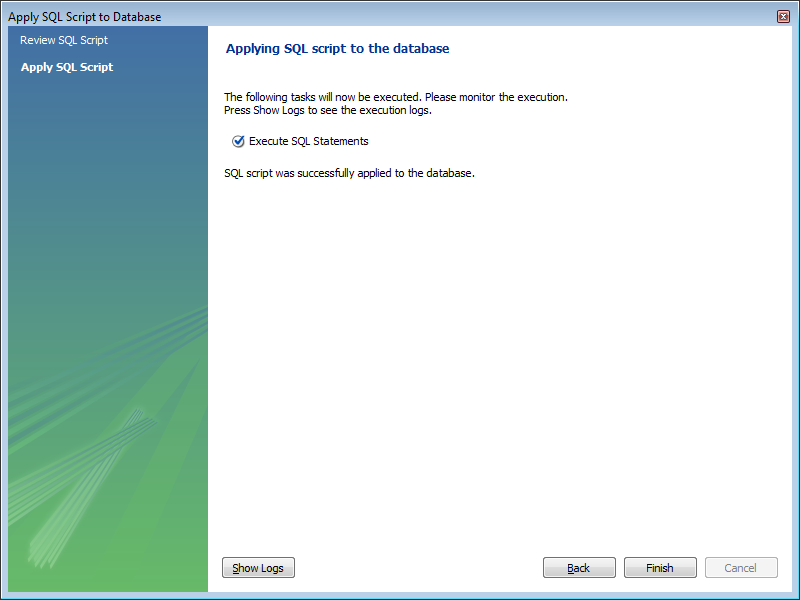 Apply SQL Script to Database
Review SQL Script
Apply SQL Script
Applying SQL script to the database
The following tasks will now be executed. Please monitor the execution.
Press Show Logs to see the execution logs.
Execute SQL Statements
SQL script was successfully applied to the database.
Show Logs
Back
Finish
Cancel